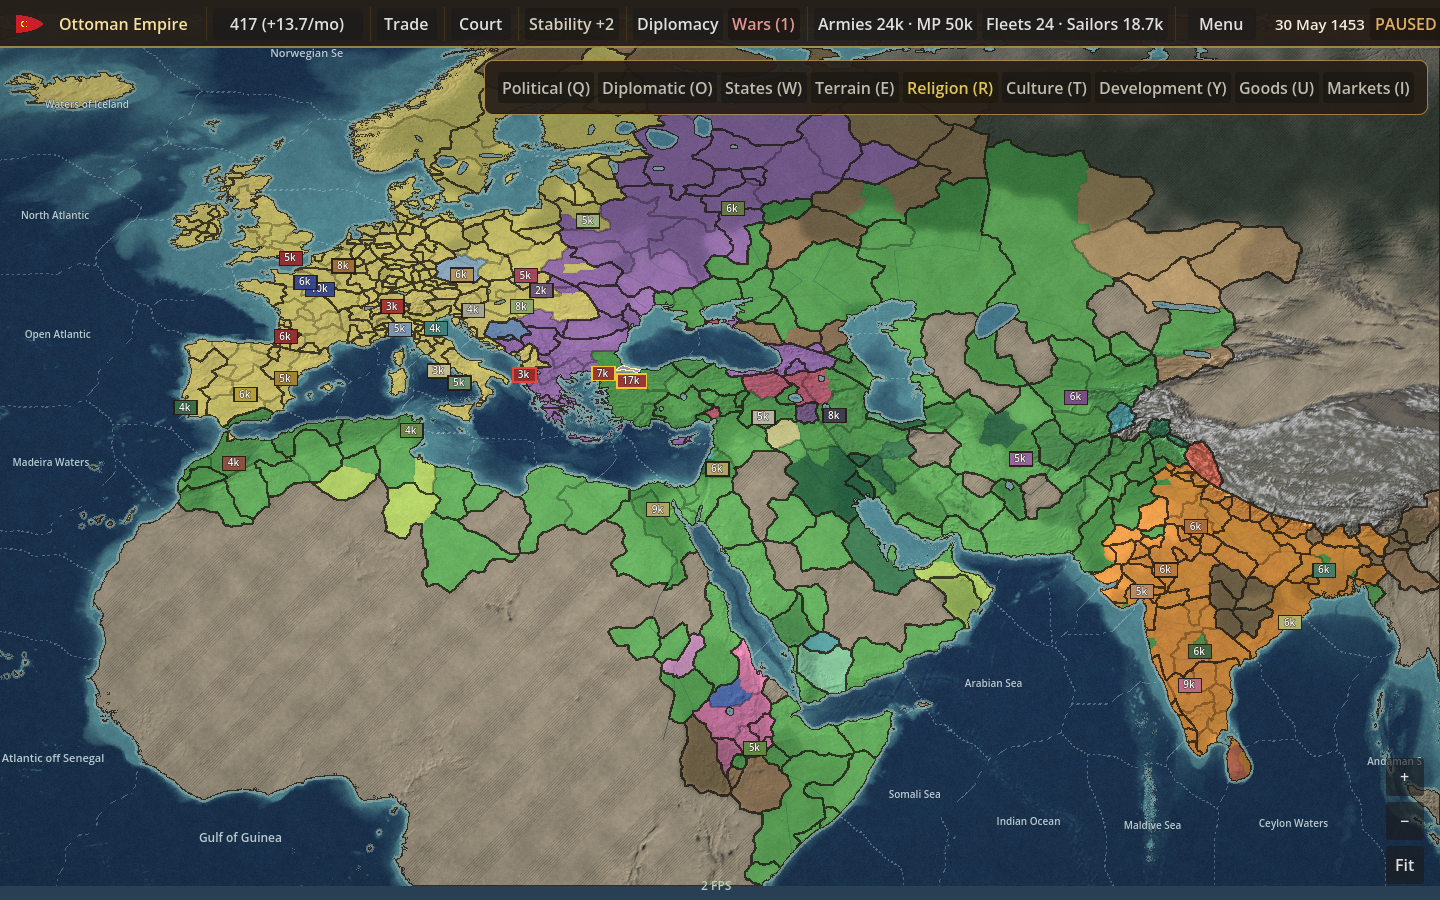 Ottoman Empire 417 (+13.7/mo) Trade Court Stability +2 Diplomacy Wars (1) Armies 24k · MP 50k Fleets 24 · Sailors 18.7k Menu 30 May 1453 PAUSED
Norwegian Se
Political (Q) Diplomatic (O) States (W) Terrain (E) Religion (R) Culture (T) Development (Y) Goods (U) Markets (I)
Waters of Iceland
6k
North Atlantic
5k
5k
8k
6k
5k
6k
2k
3k
4k
8k
Open Atlantic
5k
4k
6k
3k
5k
5k
3k
7k
17k
6k
6k
4k
5k
8k
4k
Madeira Waters
4k
6k
5k
9k
6k
6k
6k
5k
6k
6k
9k
Arabian Sea
5k
Atlantic off Senegal
Andaman S
+
Somali Sea
Indian Ocean
Maldive Sea
Ceylon Waters
−
Gulf of Guinea
Fit
2 FPS